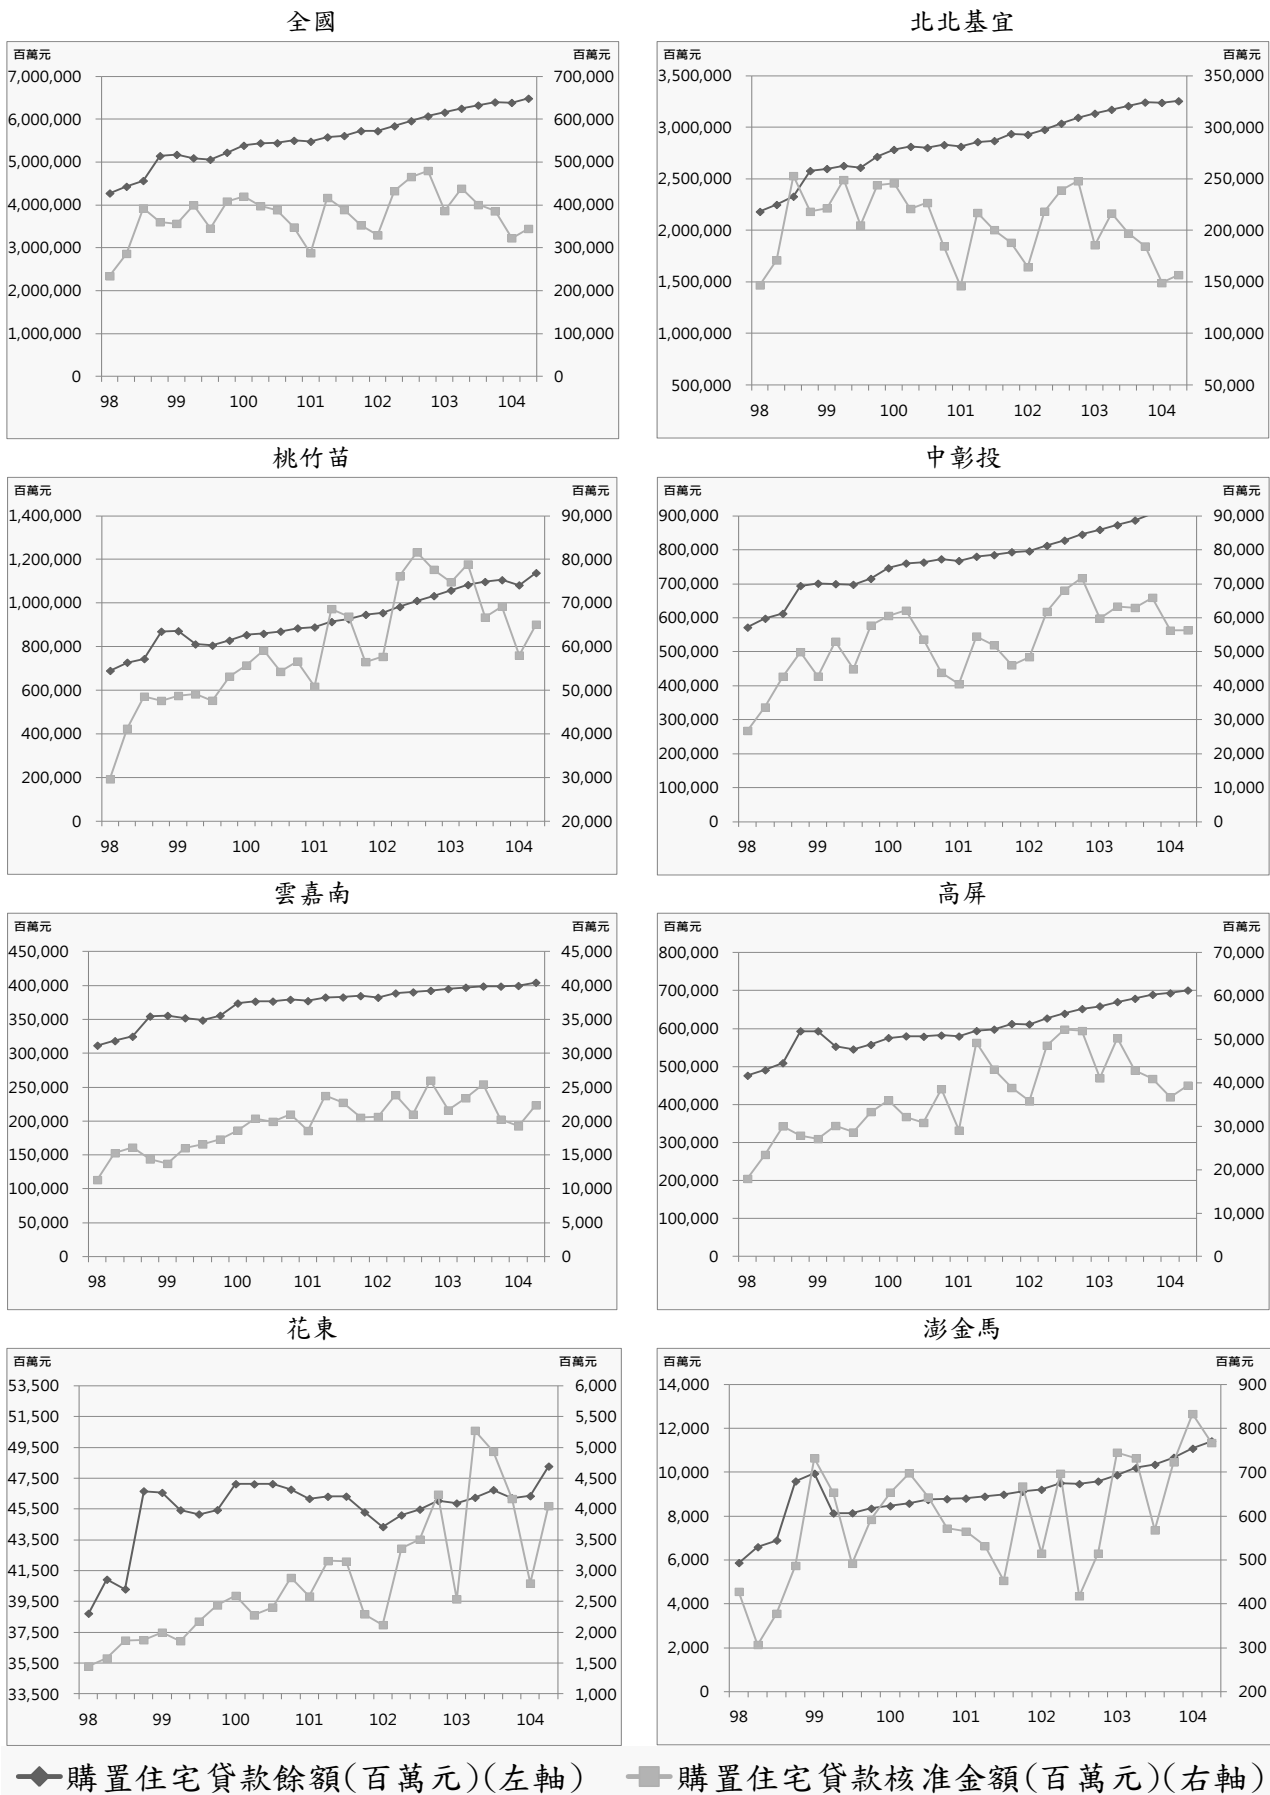 全國
百萬元 百萬元
7,000,000 700,000
6,000,000 600,000
5,000,000 500,000
4,000,000 400,000
3,000,000 300,000
2,000,000 200,000
1,000,000 100,000
0 0
98 99 100 101 102 103 104
北北基宜
百萬元 百萬元
3,500,000 350,000
3,000,000 300,000
2,500,000 250,000
2,000,000 200,000
1,500,000 150,000
1,000,000 100,000
500,000 50,000
98 99 100 101 102 103 104
桃竹苗
百萬元 百萬元
1,400,000 90,000
1,200,000 80,000
1,000,000 70,000
800,000 60,000
600,000 50,000
400,000 40,000
200,000 30,000
0 20,000
98 99 100 101 102 103 104
中彰投
百萬元 百萬元
900,000 90,000
800,000 80,000
700,000 70,000
600,000 60,000
500,000 50,000
400,000 40,000
300,000 30,000
200,000 20,000
100,000 10,000
0 0
98 99 100 101 102 103 104
雲嘉南
百萬元 百萬元
450,000 45,000
400,000 40,000
350,000 35,000
300,000 30,000
250,000 25,000
200,000 20,000
150,000 15,000
100,000 10,000
50,000 5,000
0 0
98 99 100 101 102 103 104
高屏
百萬元 百萬元
800,000 70,000
700,000 60,000
600,000 50,000
500,000 40,000
400,000 30,000
300,000 20,000
200,000 10,000
100,000 0
0
98 99 100 101 102 103 104
花東
百萬元 百萬元
53,500 6,000
51,500 5,500
49,500 5,000
47,500 4,500
45,500 4,000
43,500 3,500
41,500 3,000
39,500 2,500
37,500 2,000
35,500 1,500
33,500 1,000
98 99 100 101 102 103 104
澎金馬
百萬元 百萬元
14,000 900
12,000 800
10,000 700
8,000 600
6,000 500
4,000 400
2,000 300
0 200
98 99 100 101 102 103 104
購置住宅貸款餘額(百萬元)(左軸) 購置住宅貸款核准金額(百萬元)(右軸)